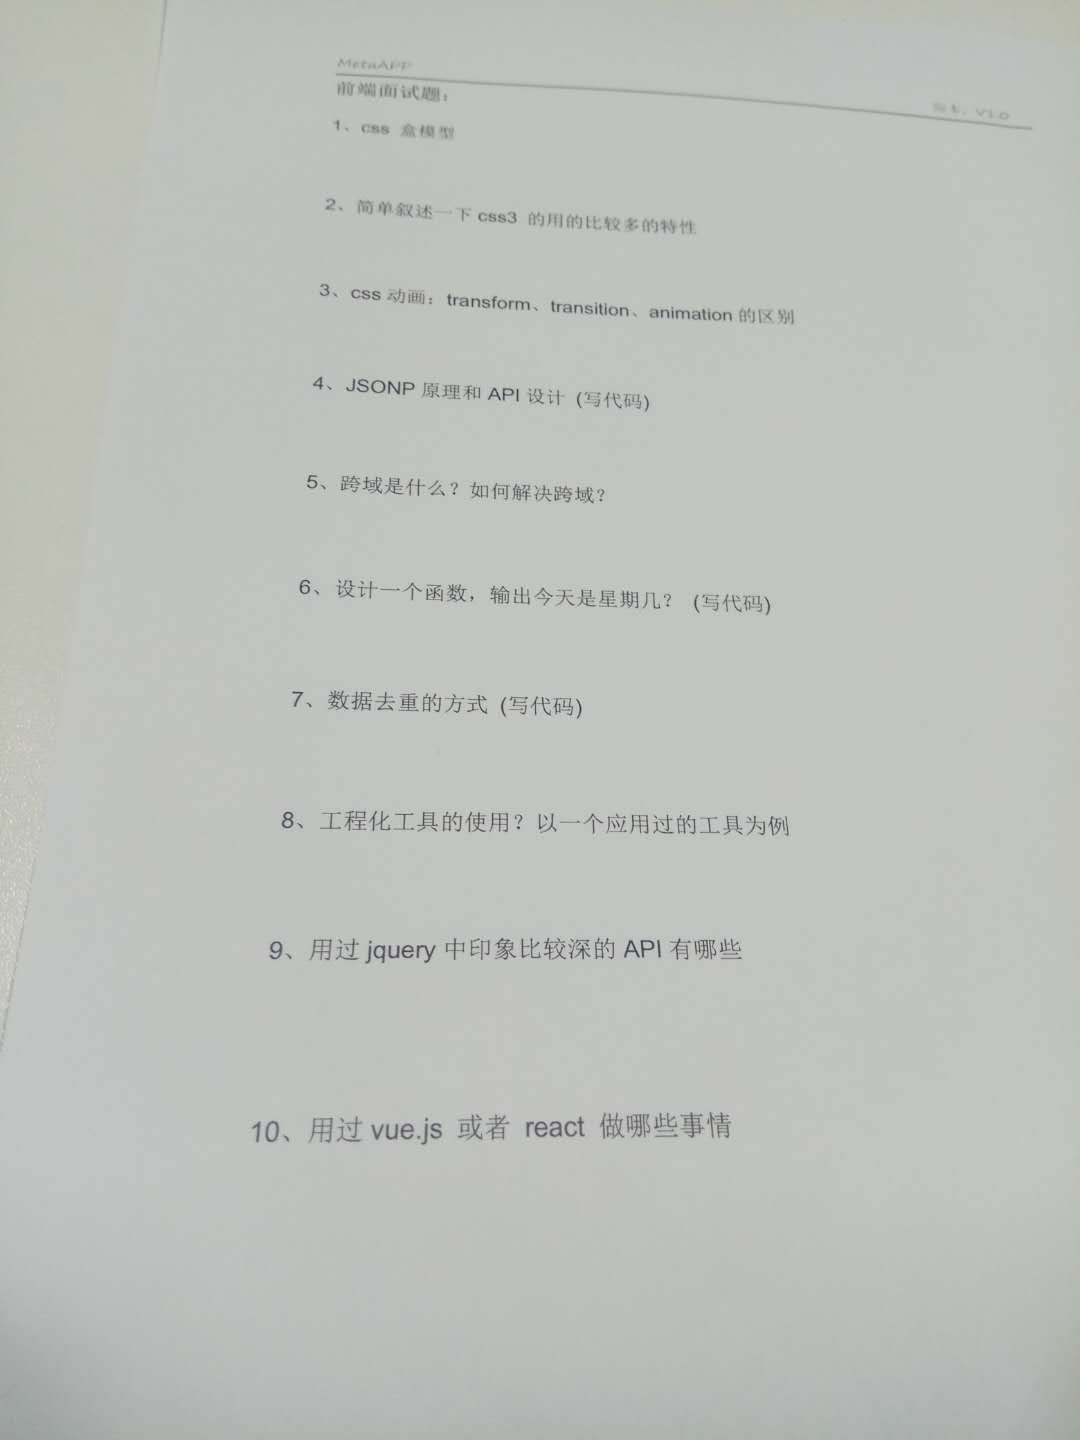 MetaAPP
版本：V1.0
前端面试题：
1、css 盒模型
2、简单叙述一下 css3 的用的比较多的特性
3、css 动画：transform、transition、animation 的区别
4、JSONP 原理和 API 设计 (写代码)
5、跨域是什么？如何解决跨域？
6、设计一个函数，输出今天是星期几？ (写代码)
7、数据去重的方式 (写代码)
8、工程化工具的使用？以一个应用过的工具为例
9、用过 jquery 中印象比较深的 API 有哪些
10、用过 vue.js 或者 react 做哪些事情